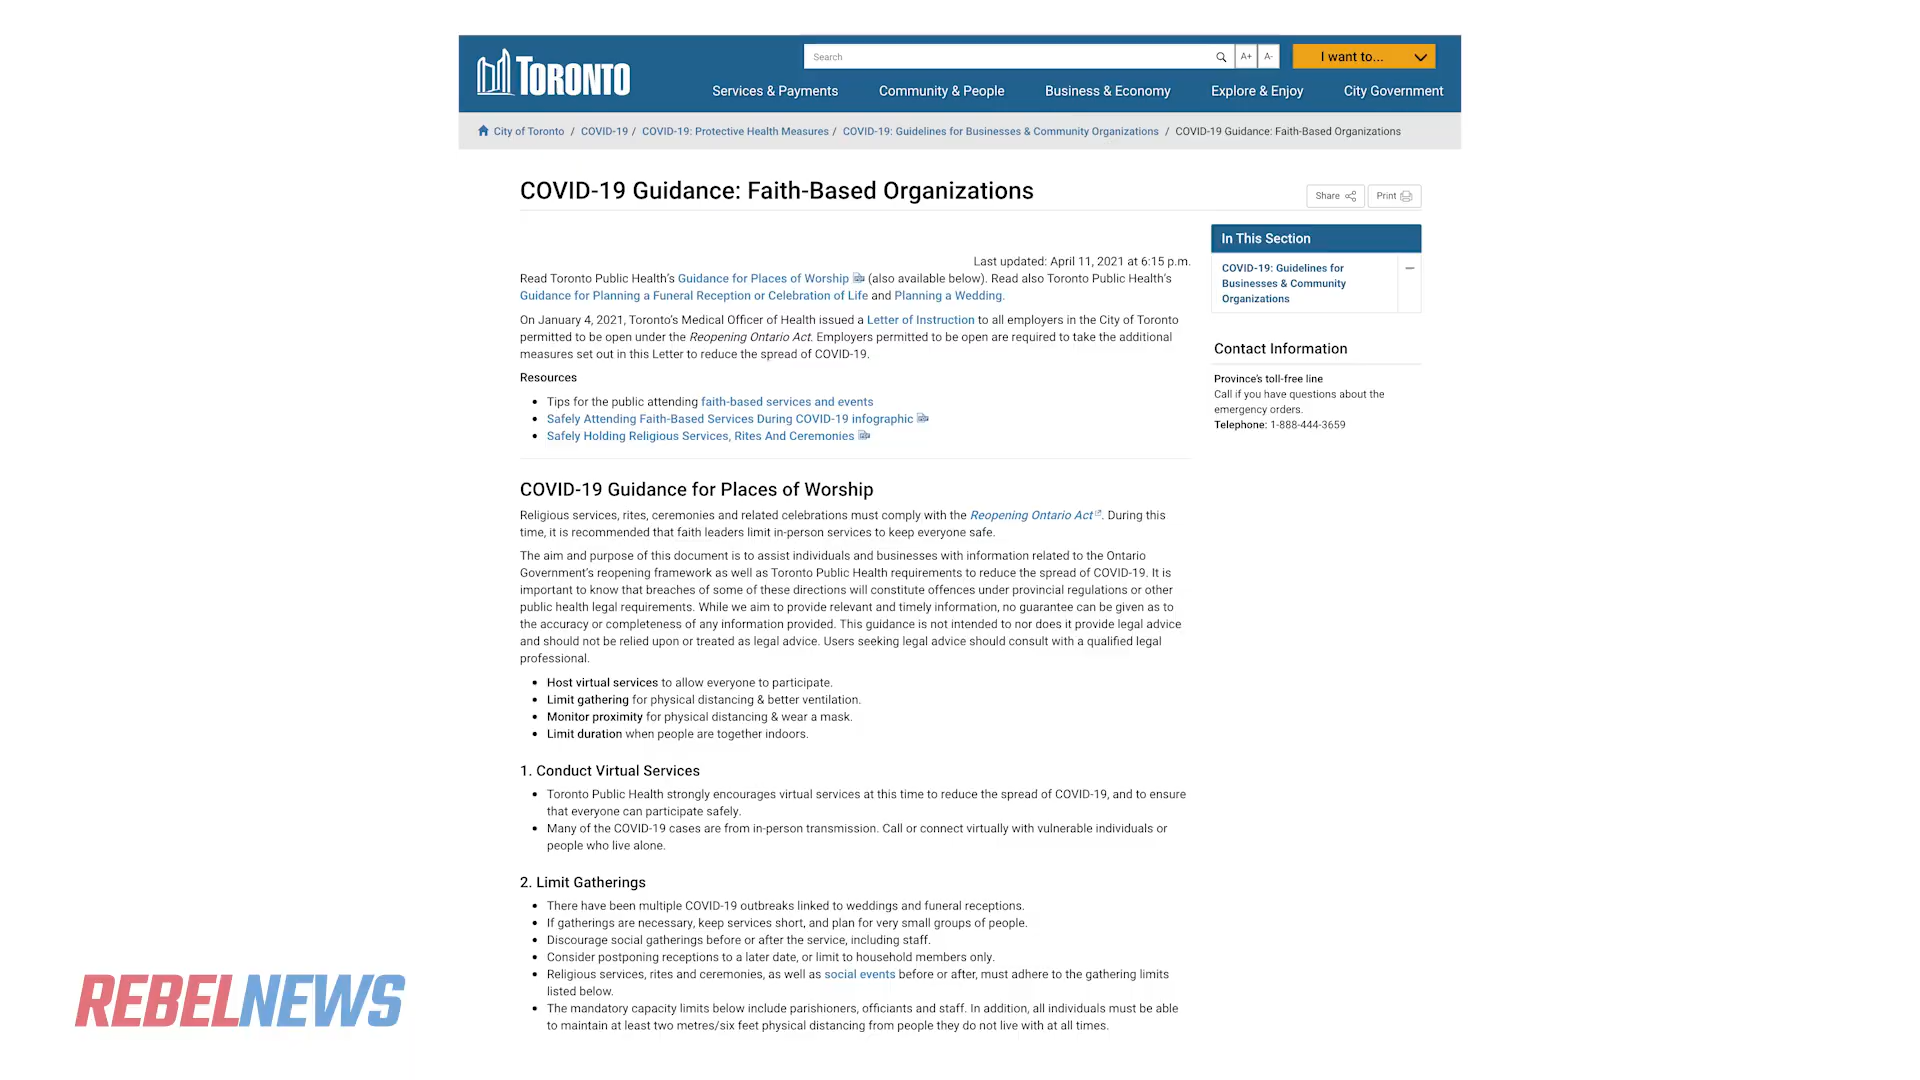 TORONTO
Search
A+ A-
I want to...
Services & Payments Community & People Business & Economy Explore & Enjoy City Government
City of Toronto / COVID-19 / COVID-19: Protective Health Measures / COVID-19: Guidelines for Businesses & Community Organizations / COVID-19 Guidance: Faith-Based Organizations
COVID-19 Guidance: Faith-Based Organizations
Share Print
Last updated: April 11, 2021 at 6:15 p.m.
Read Toronto Public Health's Guidance for Places of Worship (also available below). Read also Toronto Public Health's
Guidance for Planning a Funeral Reception or Celebration of Life and Planning a Wedding.
On January 4, 2021, Toronto's Medical Officer of Health issued a Letter of Instruction to all employers in the City of Toronto
permitted to be open under the Reopening Ontario Act. Employers permitted to be open are required to take the additional
measures set out in this Letter to reduce the spread of COVID-19.
Resources
• Tips for the public attending faith-based services and events
• Safely Attending Faith-Based Services During COVID-19 infographic
• Safely Holding Religious Services, Rites And Ceremonies
In This Section
COVID-19: Guidelines for
Businesses & Community
Organizations
Contact Information
Province's toll-free line
Call if you have questions about the
emergency orders.
Telephone: 1-888-444-3659
COVID-19 Guidance for Places of Worship
Religious services, rites, ceremonies and related celebrations must comply with the Reopening Ontario Act. During this
time, it is recommended that faith leaders limit in-person services to keep everyone safe.
The aim and purpose of this document is to assist individuals and businesses with information related to the Ontario
Government's reopening framework as well as Toronto Public Health requirements to reduce the spread of COVID-19. It is
important to know that breaches of some of these directions will constitute offences under provincial regulations or other
public health legal requirements. While we aim to provide relevant and timely information, no guarantee can be given as to
the accuracy or completeness of any information provided. This guidance is not intended to nor does it provide legal advice
and should not be relied upon or treated as legal advice. Users seeking legal advice should consult with a qualified legal
professional.
• Host virtual services to allow everyone to participate.
• Limit gathering for physical distancing & better ventilation.
• Monitor proximity for physical distancing & wear a mask.
• Limit duration when people are together indoors.
1. Conduct Virtual Services
• Toronto Public Health strongly encourages virtual services at this time to reduce the spread of COVID-19, and to ensure
that everyone can participate safely.
• Many of the COVID-19 cases are from in-person transmission. Call or connect virtually with vulnerable individuals or
people who live alone.
2. Limit Gatherings
• There have been multiple COVID-19 outbreaks linked to weddings and funeral receptions.
• If gatherings are necessary, keep services short, and plan for very small groups of people.
• Discourage social gatherings before or after the service, including staff.
• Consider postponing receptions to a later date, or limit to household members only.
• Religious services, rites and ceremonies, as well as social events before or after, must adhere to the gathering limits
listed below.
• The mandatory capacity limits below include parishioners, officiants and staff. In addition, all individuals must be able
to maintain at least two metres/six feet physical distancing from people they do not live with at all times.
REBELNEWS